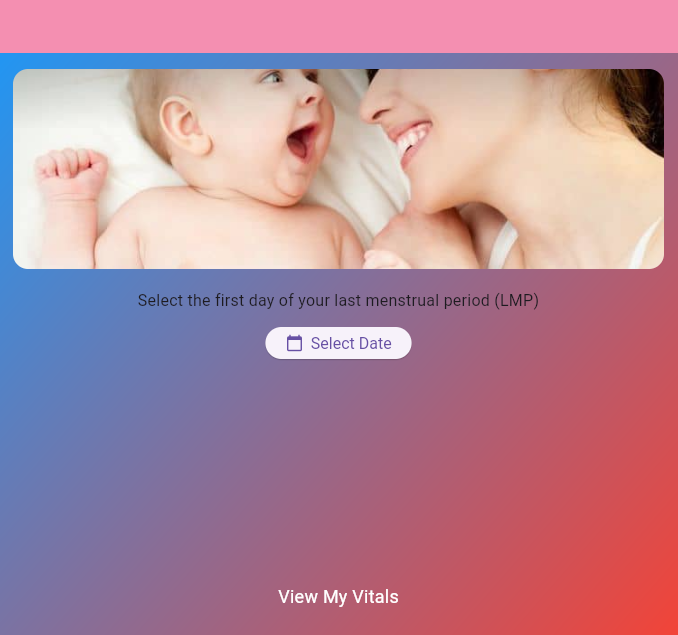 Select the first day of your last menstrual period (LMP)
Select Date
View My Vitals